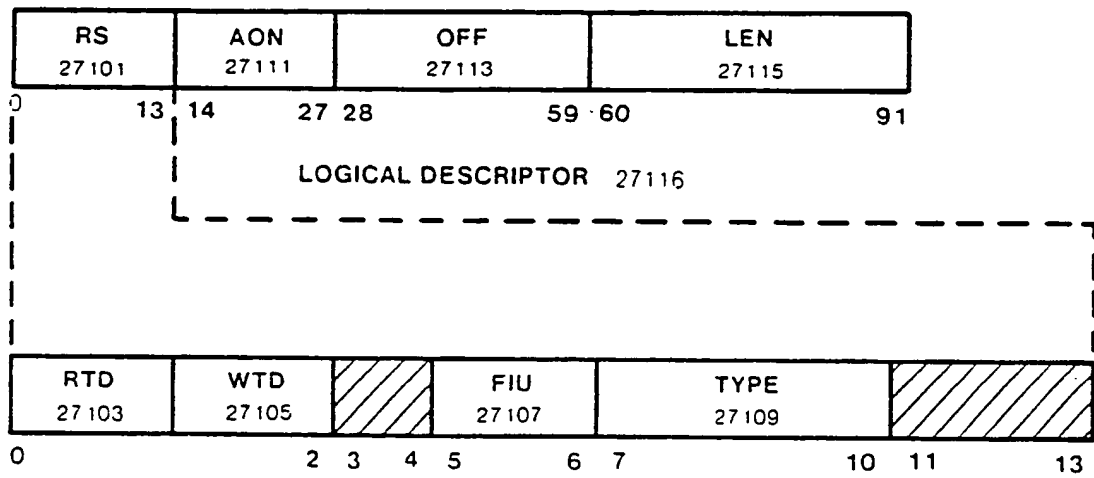 RS AON OFF LEN
27101 27111 27113 27115
0 13 14 27 28 59 60 91
LOGICAL DESCRIPTOR 27116
RTD WTD FIU TYPE
27103 27105 27107 27109
0 2 3 4 5 6 7 10 11 13